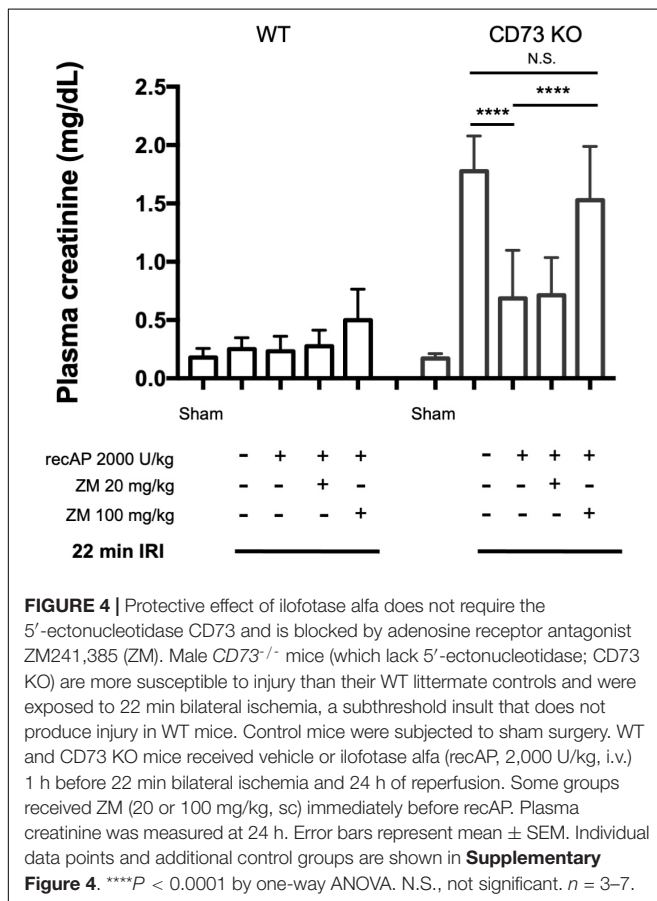 WT
CD73 KO
N.S.
****
****
Plasma creatinine (mg/dL)
2.5
2.0
1.5
1.0
0.5
0.0
Sham
Sham
recAP 2000 U/kg - + + + - + + +
ZM 20 mg/kg - - + - - - + -
ZM 100 mg/kg - - - + - - - +
22 min IRI
FIGURE 4 | Protective effect of ilofotase alfa does not require the
5′-ectonucleotidase CD73 and is blocked by adenosine receptor antagonist
ZM241,385 (ZM). Male CD73-/- mice (which lack 5′-ectonucleotidase; CD73
KO) are more susceptible to injury than their WT littermate controls and were
exposed to 22 min bilateral ischemia, a subthreshold insult that does not
produce injury in WT mice. Control mice were subjected to sham surgery. WT
and CD73 KO mice received vehicle or ilofotase alfa (recAP, 2,000 U/kg, i.v.)
1 h before 22 min bilateral ischemia and 24 h of reperfusion. Some groups
received ZM (20 or 100 mg/kg, sc) immediately before recAP. Plasma
creatinine was measured at 24 h. Error bars represent mean ± SEM. Individual
data points and additional control groups are shown in Supplementary
Figure 4. ****P < 0.0001 by one-way ANOVA. N.S., not significant. n = 3–7.